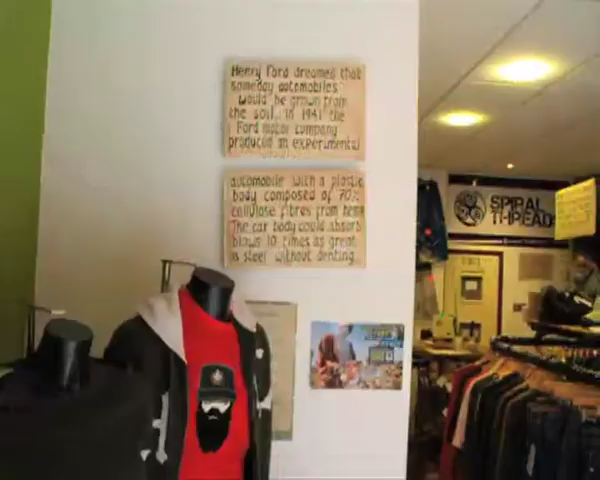 Henry Ford dreamed that
someday automobiles
would be grown from
the soil. in 1941 the
Ford motor company
produced an experimental
automobile with a plastic
body composed of 70%
cellulose fibres from hemp
The car body could absorb
blows 10 times as great
as steel without denting.
SPIRAL
THREADS